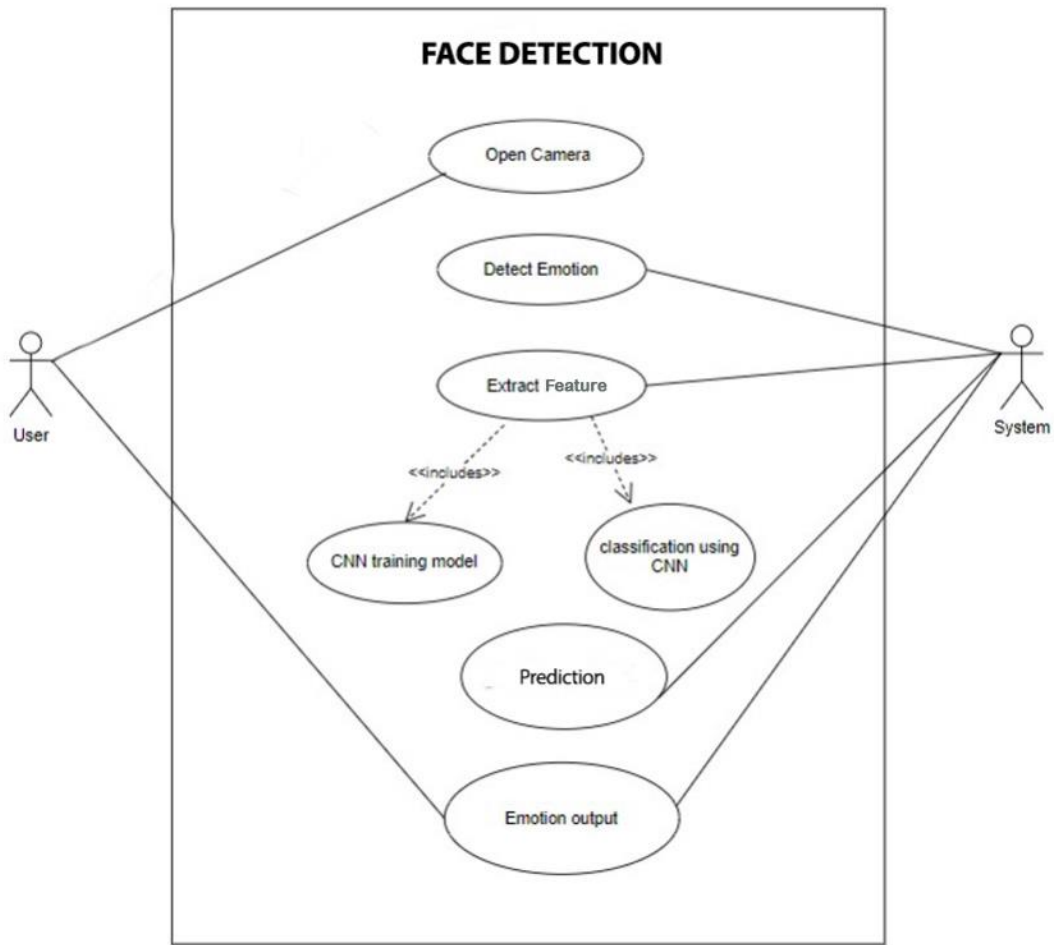 FACE DETECTION
Open Camera
Detect Emotion
Extract Feature
User
System
<<includes>>
<<includes>>
CNN training model
classification using
CNN
Prediction
Emotion output